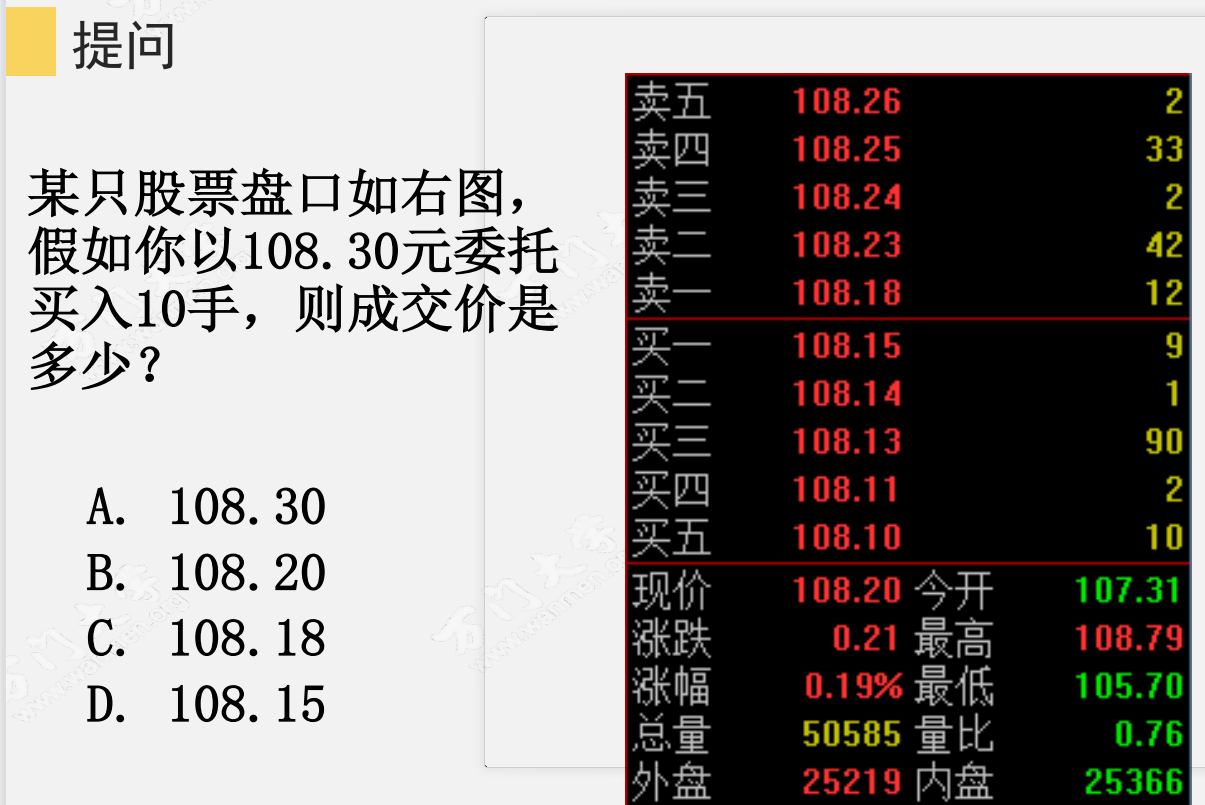 提问
某只股票盘口如右图，
假如你以108.30元委托
买入10手，则成交价是
多少？
A. 108.30
B. 108.20
C. 108.18
D. 108.15
卖五 108.26 2
卖四 108.25 33
卖三 108.24 2
卖二 108.23 42
卖一 108.18 12
买一 108.15 9
买二 108.14 1
买三 108.13 90
买四 108.11 2
买五 108.10 10
现价 108.20 今开 107.31
涨跌 0.21 最高 108.79
涨幅 0.19% 最低 105.70
总量 50585 量比 0.76
外盘 25219 内盘 25366